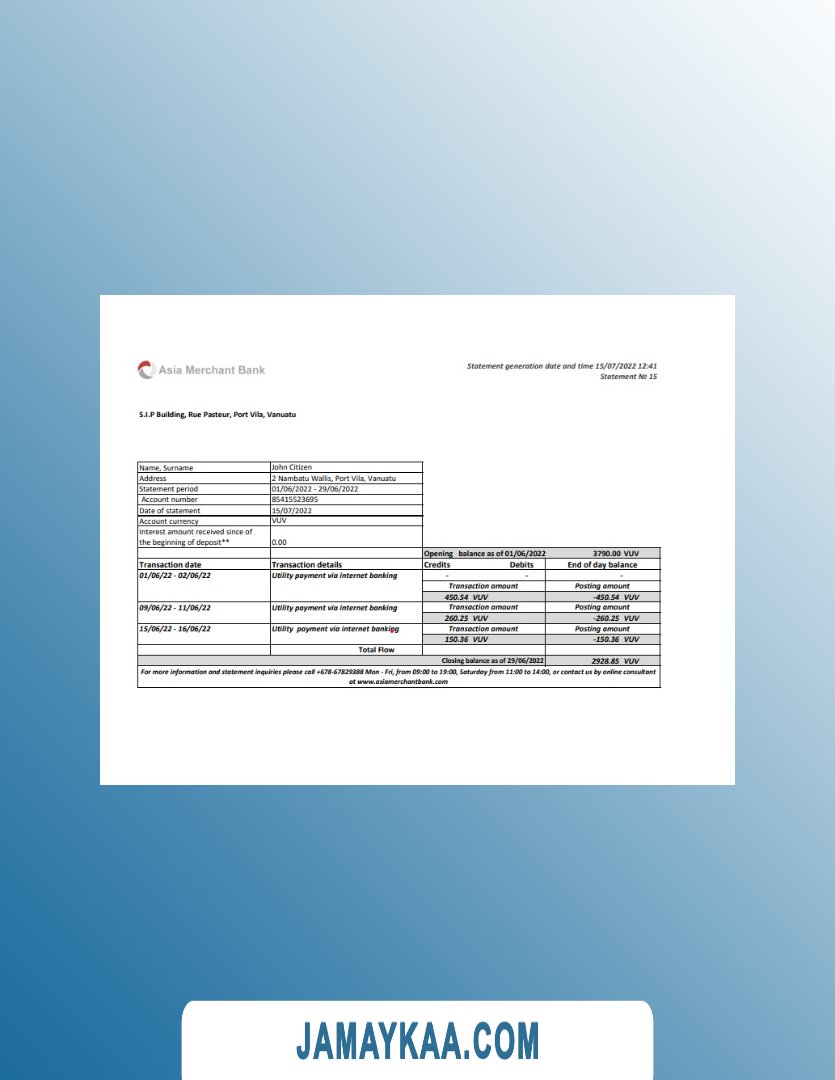 Asia Merchant Bank
Statement generation date and time 15/07/2022 12:41
Statement № 15
S.I.P Building, Rue Pasteur, Port Vila, Vanuatu
Name, Surname John Citizen
Address 2 Nambatu Wallis, Port Vila, Vanuatu
Statement period 01/06/2022 - 29/06/2022
Account number 85415523695
Date of statement 15/07/2022
Account currency VUV
Interest amount received since of
the beginning of deposit** 0.00
Opening balance as of 01/06/2022 3790.00 VUV
Transaction date Transaction details Credits Debits End of day balance
01/06/22 - 02/06/22 Utility payment via internet banking - - -
Transaction amount Posting amount
450.54 VUV -450.54 VUV
09/06/22 - 11/06/22 Utility payment via internet banking Transaction amount Posting amount
260.25 VUV -260.25 VUV
15/06/22 - 16/06/22 Utility payment via internet banking Transaction amount Posting amount
150.36 VUV -150.36 VUV
Total Flow
Closing balance as of 29/06/2022 2928.85 VUV
For more information and statement inquiries please call +678-67829388 Mon - Fri, from 09:00 to 19:00, Saturday from 11:00 to 14:00, or contact us by online consultant
at www.asiamerchantbank.com
JAMAYKAA.COM